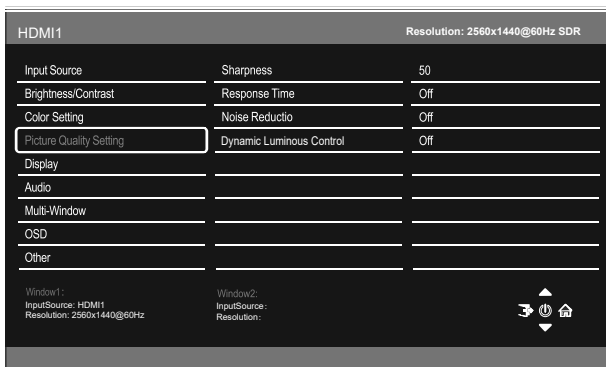 HDMI1 Resolution: 2560x1440@60Hz SDR
Input Source Sharpness 50
Brightness/Contrast Response Time Off
Color Setting Noise Reductio Off
Picture Quality Setting Dynamic Luminous Control Off
Display
Audio
Multi-Window
OSD
Other
Window1: Window2:
InputSource: HDMI1 InputSource:
Resolution: 2560x1440@60Hz Resolution: